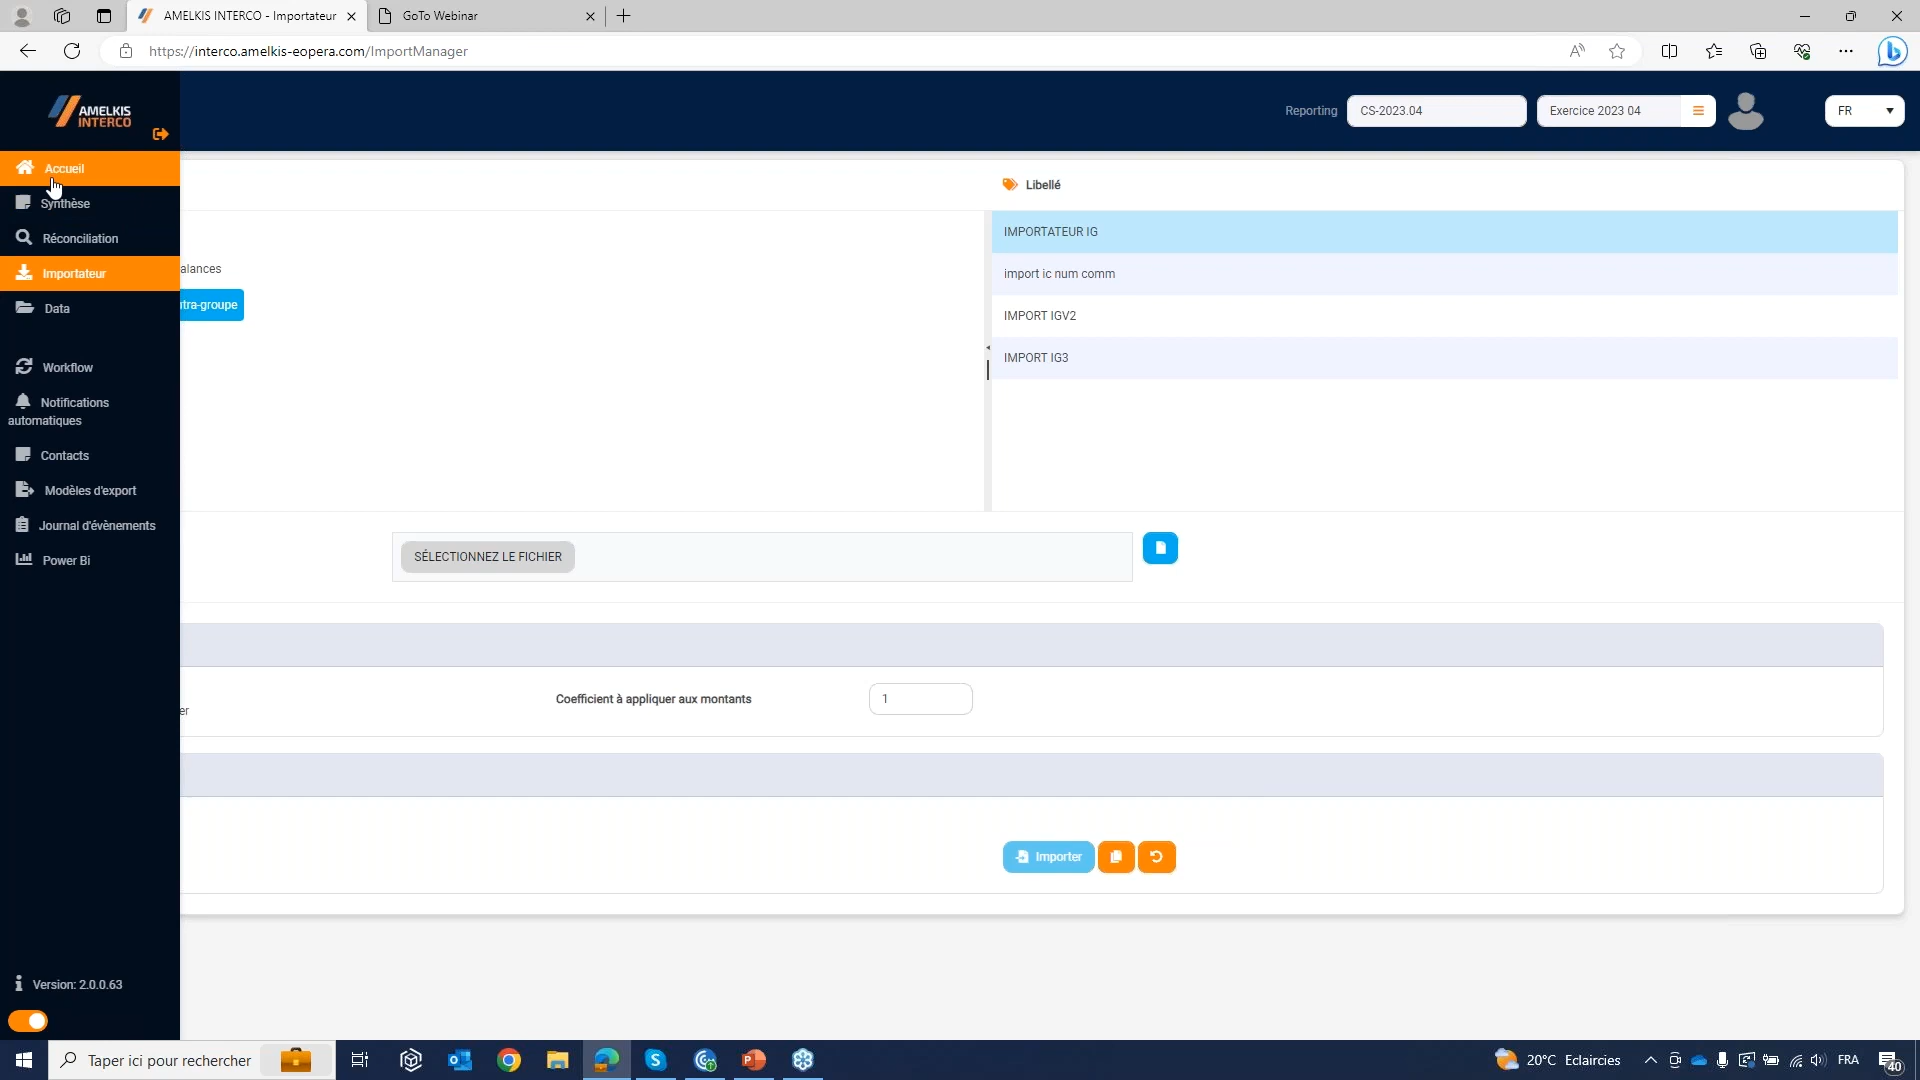 AMELKIS INTERCO - Importateur
GoTo Webinar
https://interco.amelkis-eopera.com/ImportManager
AMELKIS
INTERCO
Reporting
CS-2023.04
Exercice 2023 04
FR
Accueil
Synthèse
Réconciliation
Importateur
Data
Workflow
Notifications
automatiques
Contacts
Modèles d'export
Journal d'évènements
Power Bi
Version: 2.0.0.63
Libellé
IMPORTATEUR IG
import ic num comm
IMPORT IGV2
IMPORT IG3
alances
tra-groupe
SÉLECTIONNEZ LE FICHIER
er
Coefficient à appliquer aux montants
1
Importer
Taper ici pour rechercher
20°C Eclaircies
FRA
40